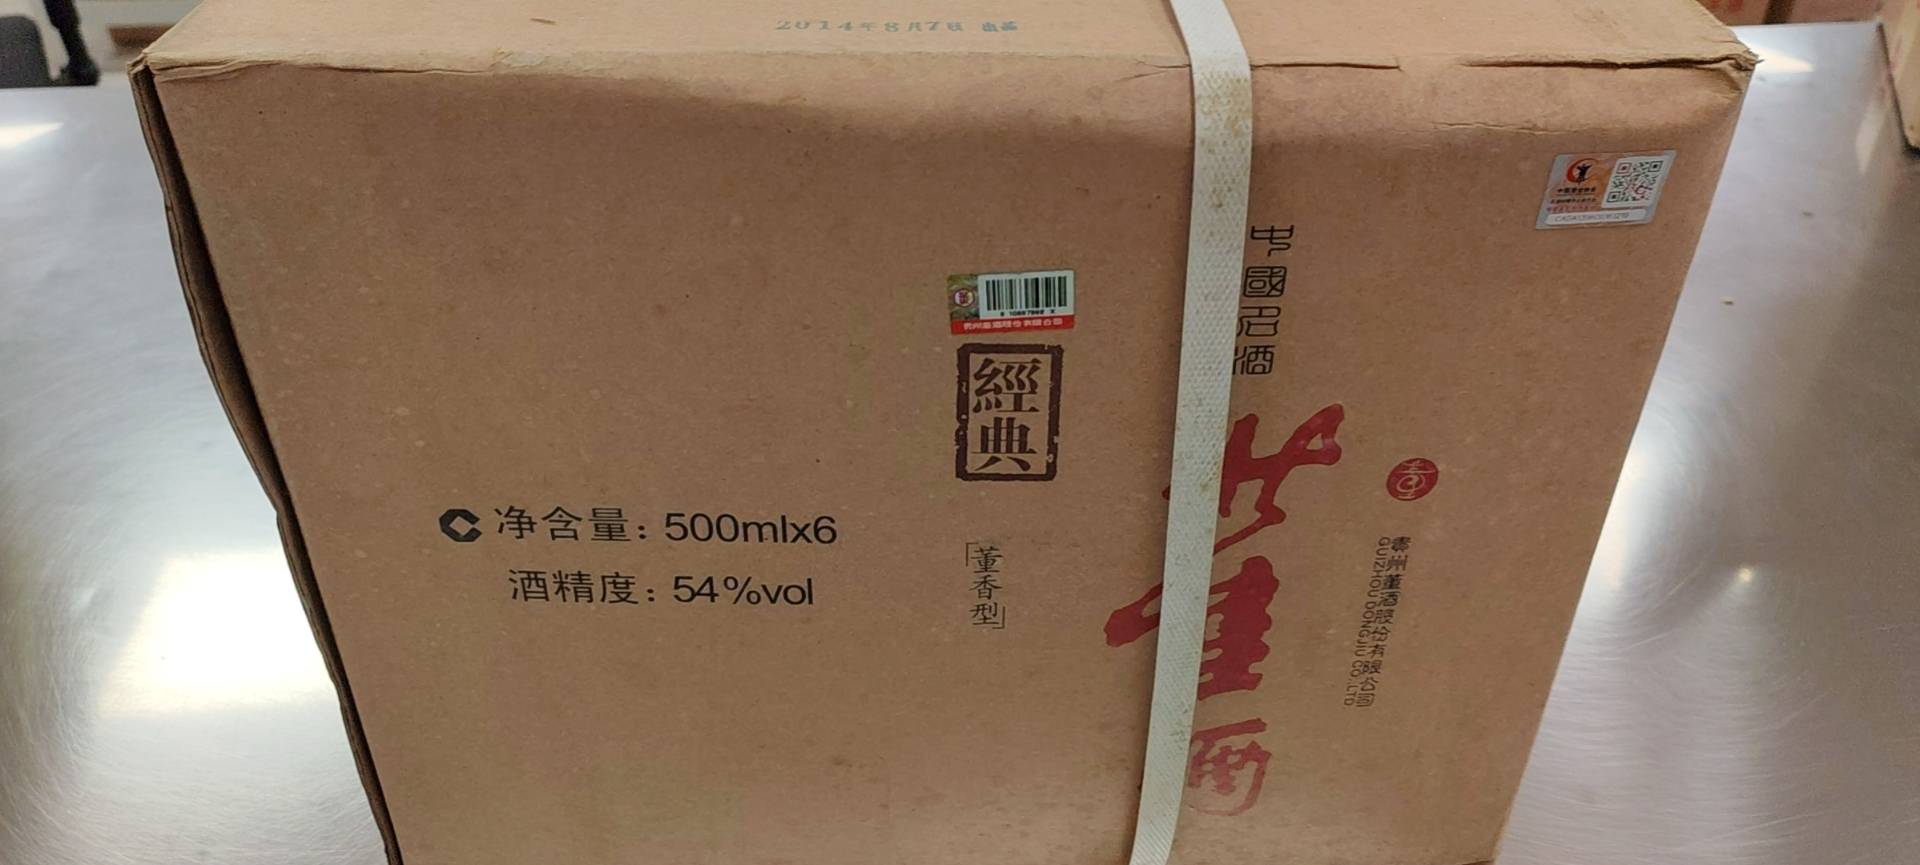 2014年8月7日
中國名酒
經典
董酒
董
净含量：500mlx6
酒精度：54%vol
「董香型」
貴州董酒股份有限公司
GUIZHOU DONGJIU CO.,LTD